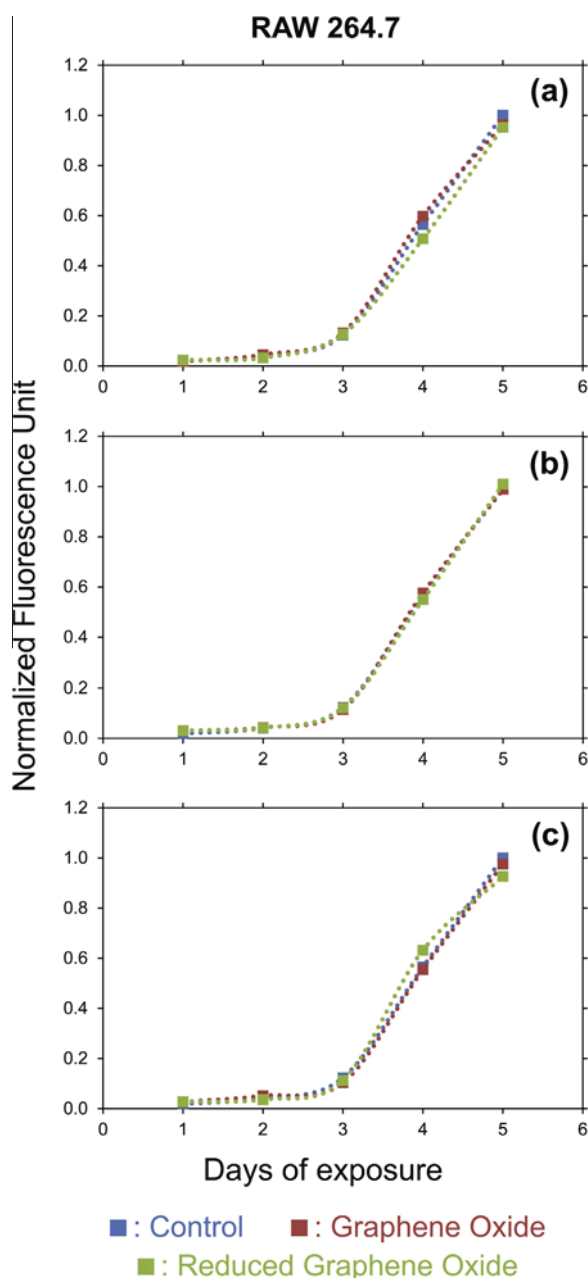 RAW 264.7
(a)
1.2
1.0
0.8
0.6
0.4
0.2
0.0
0 1 2 3 4 5 6
(b)
1.2
1.0
0.8
0.6
0.4
0.2
0.0
0 1 2 3 4 5 6
(c)
1.2
1.0
0.8
0.6
0.4
0.2
0.0
0 1 2 3 4 5 6
Normalized Fluorescence Unit
Days of exposure
: Control : Graphene Oxide
: Reduced Graphene Oxide